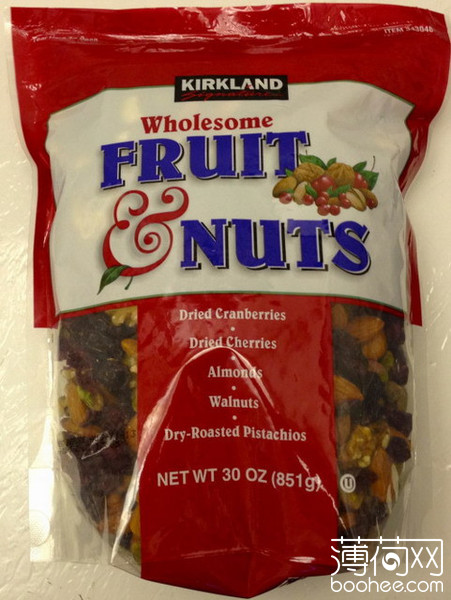 KIRKLAND
Signature
Wholesome
FRUIT
& NUTS
Dried Cranberries
•
Dried Cherries
•
Almonds
•
Walnuts
•
Dry-Roasted Pistachios
NET WT 30 OZ (851g)
U
薄荷网
boohee.com